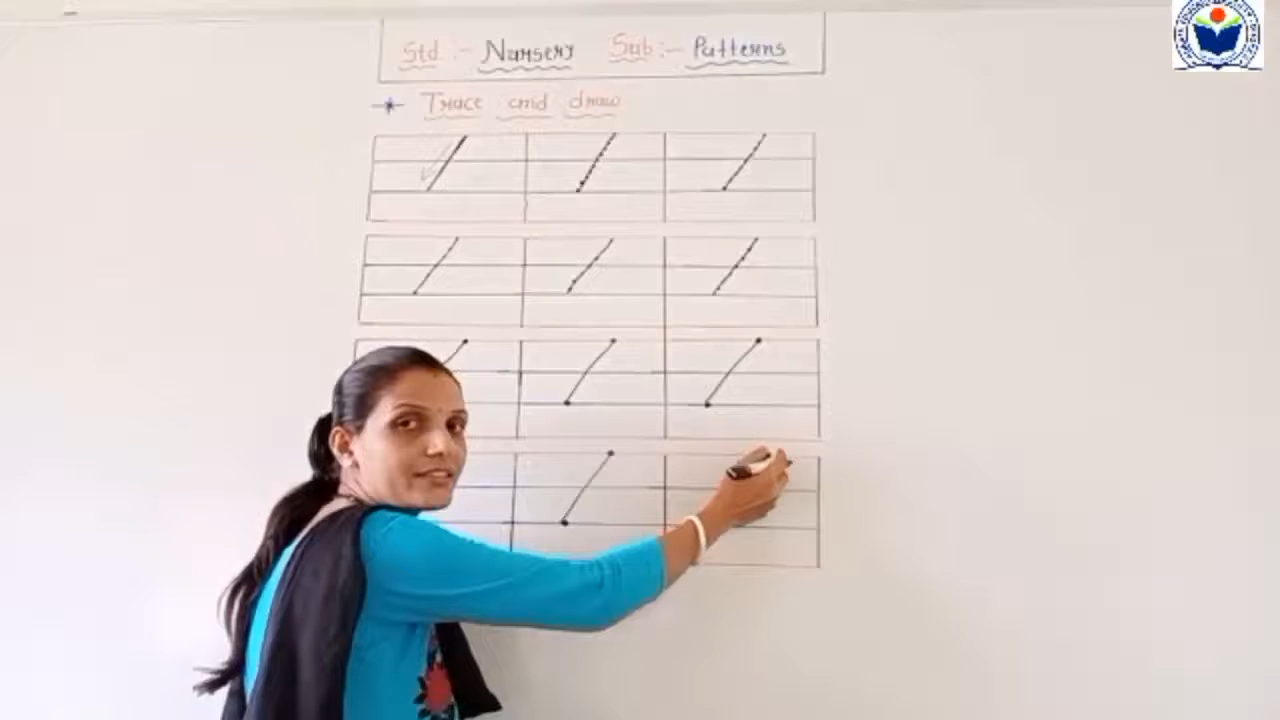 Std :- Nursery Sub :- Patterns
Trace and draw